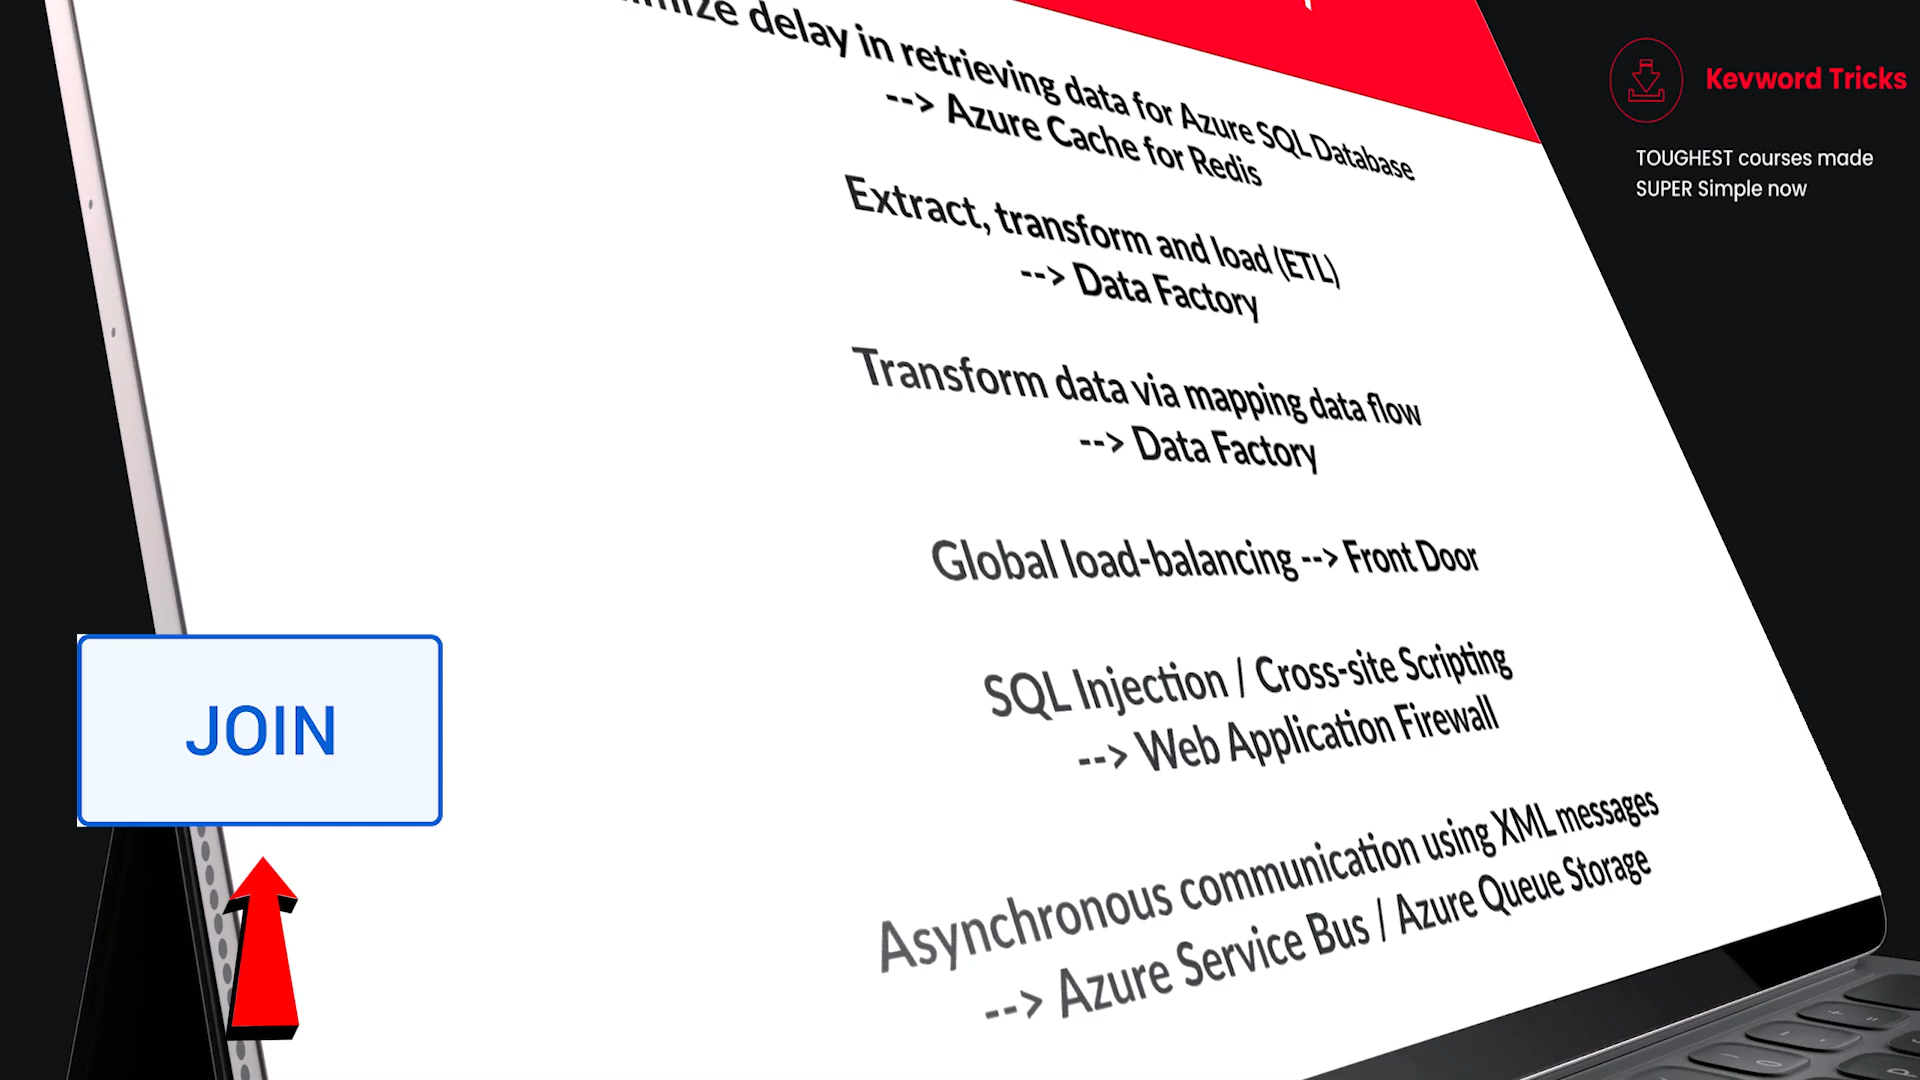 delay in retrieving data for Azure SQL Database
--> Azure Cache for Redis
Extract, transform and load (ETL)
--> Data Factory
Transform data via mapping data flow
--> Data Factory
Global load-balancing --> Front Door
SQL Injection / Cross-site Scripting
--> Web Application Firewall
Asynchronous communication using XML messages
--> Azure Service Bus / Azure Queue Storage
Kevword Tricks
TOUGHEST courses made
SUPER Simple now
JOIN